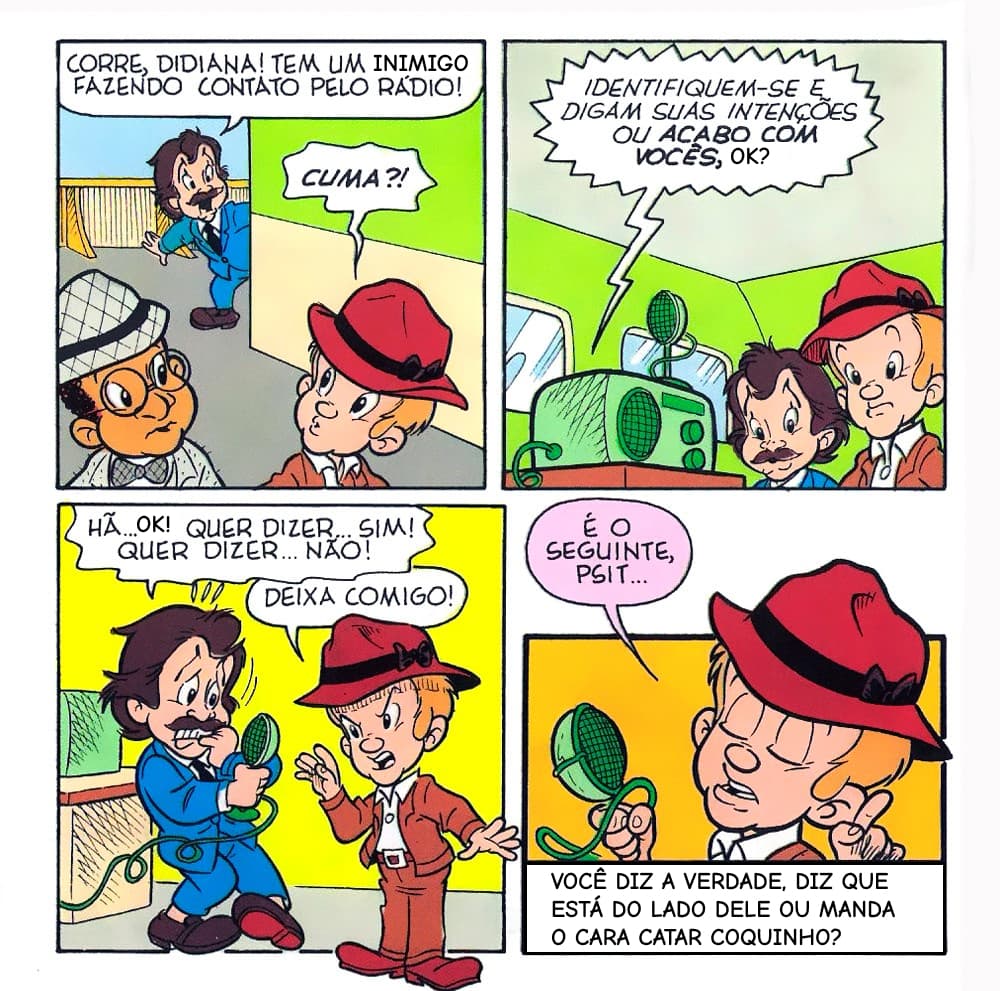 CORRE, DIDIANA! TEM UM INIMIGO
FAZENDO CONTATO PELO RÁDIO!
CUMA?!
IDENTIFIQUEM-SE E
DIGAM SUAS INTENÇÕES
OU ACABO COM
VOCÊS, OK?
HÃ...OK! QUER DIZER... SIM!
QUER DIZER... NÃO!
DEIXA COMIGO!
É O
SEGUINTE,
PSIT...
VOCÊ DIZ A VERDADE, DIZ QUE
ESTÁ DO LADO DELE OU MANDA
O CARA CATAR COQUINHO?